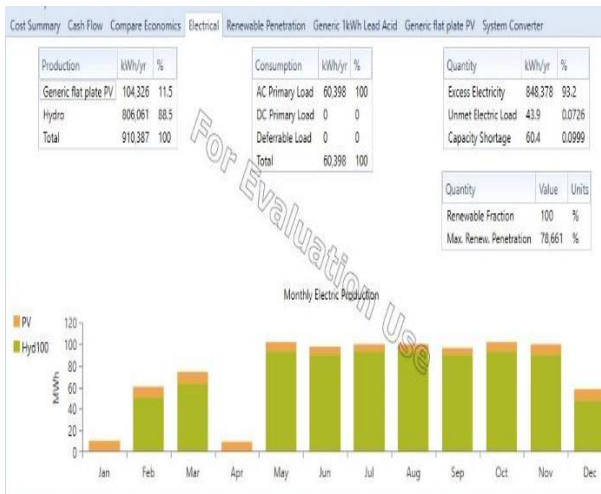 Cost Summary Cash Flow Compare Economics Electrical Renewable Penetration Generic 1kWh Lead Acid Generic flat plate PV System Converter
Production kWh/yr %
Generic flat plate PV 104,326 11.5
Hydro 806,061 88.5
Total 910,387 100
Consumption kWh/yr %
AC Primary Load 60,398 100
DC Primary Load 0 0
Deferrable Load 0 0
Total 60,398 100
Quantity kWh/yr %
Excess Electricity 848,378 93.2
Unmet Electric Load 43.9 0.0726
Capacity Shortage 60.4 0.0999
Quantity Value Units
Renewable Fraction 100 %
Max. Renew. Penetration 78,661 %
For Evaluation Use
Monthly Electric Production
PV
Hyd100
MWh
120
100
80
60
40
20
0
Jan Feb Mar Apr May Jun Jul Aug Sep Oct Nov Dec